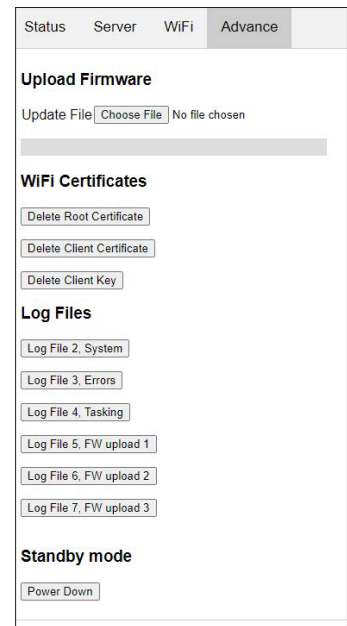 Status Server WiFi Advance
Upload Firmware
Update File Choose File No file chosen
WiFi Certificates
Delete Root Certificate
Delete Client Certificate
Delete Client Key
Log Files
Log File 2, System
Log File 3, Errors
Log File 4, Tasking
Log File 5, FW upload 1
Log File 6, FW upload 2
Log File 7, FW upload 3
Standby mode
Power Down